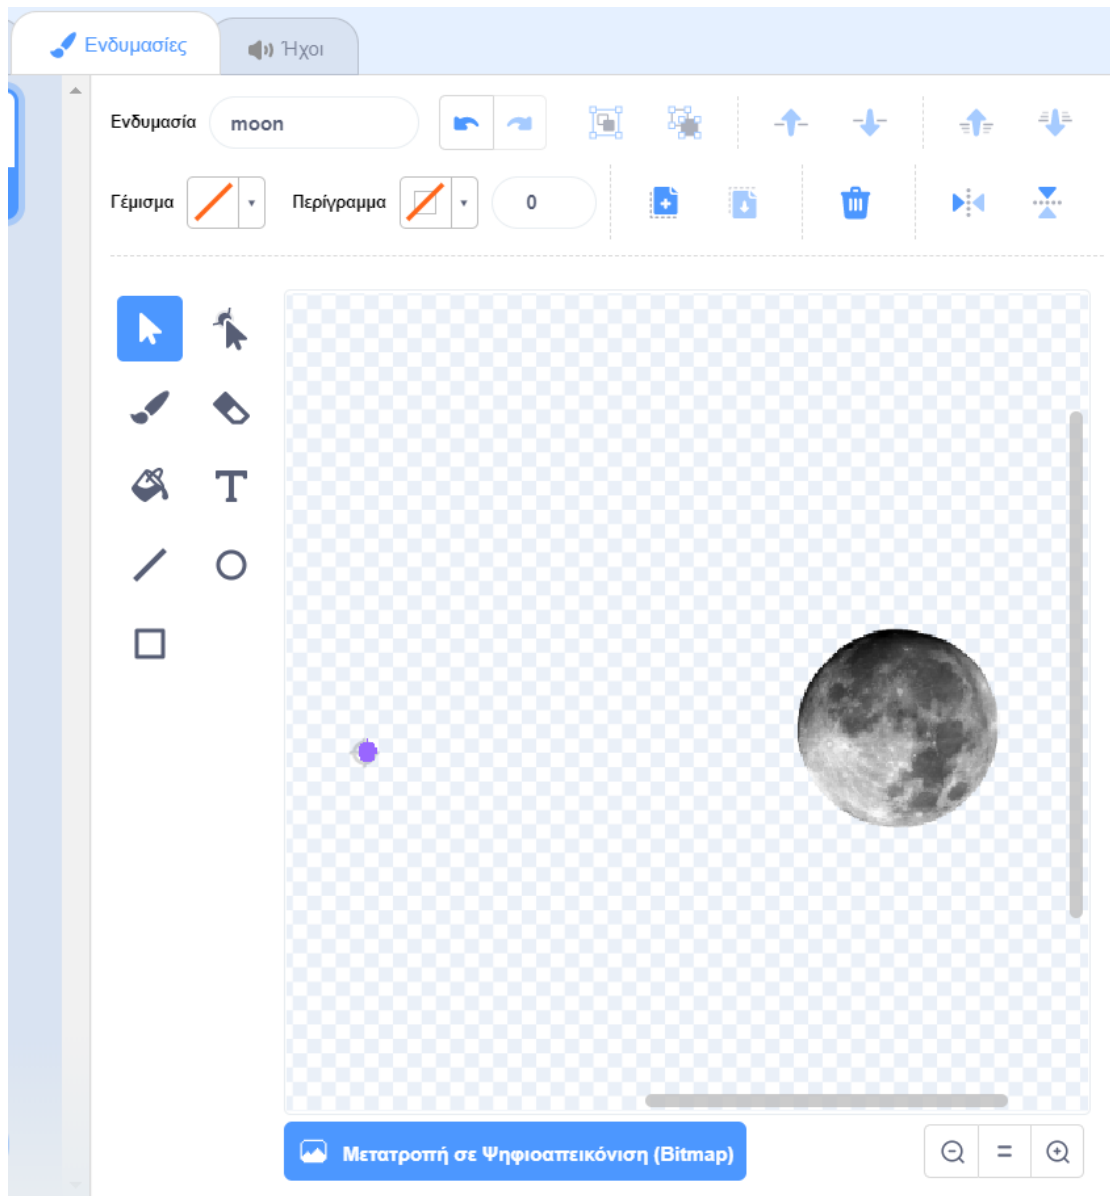 Ενδυμασίες
Ήχοι
Ενδυμασία moon
Γέμισμα Περίγραμμα 0
T
Μετατροπή σε Ψηφιοαπεικόνιση (Bitmap)